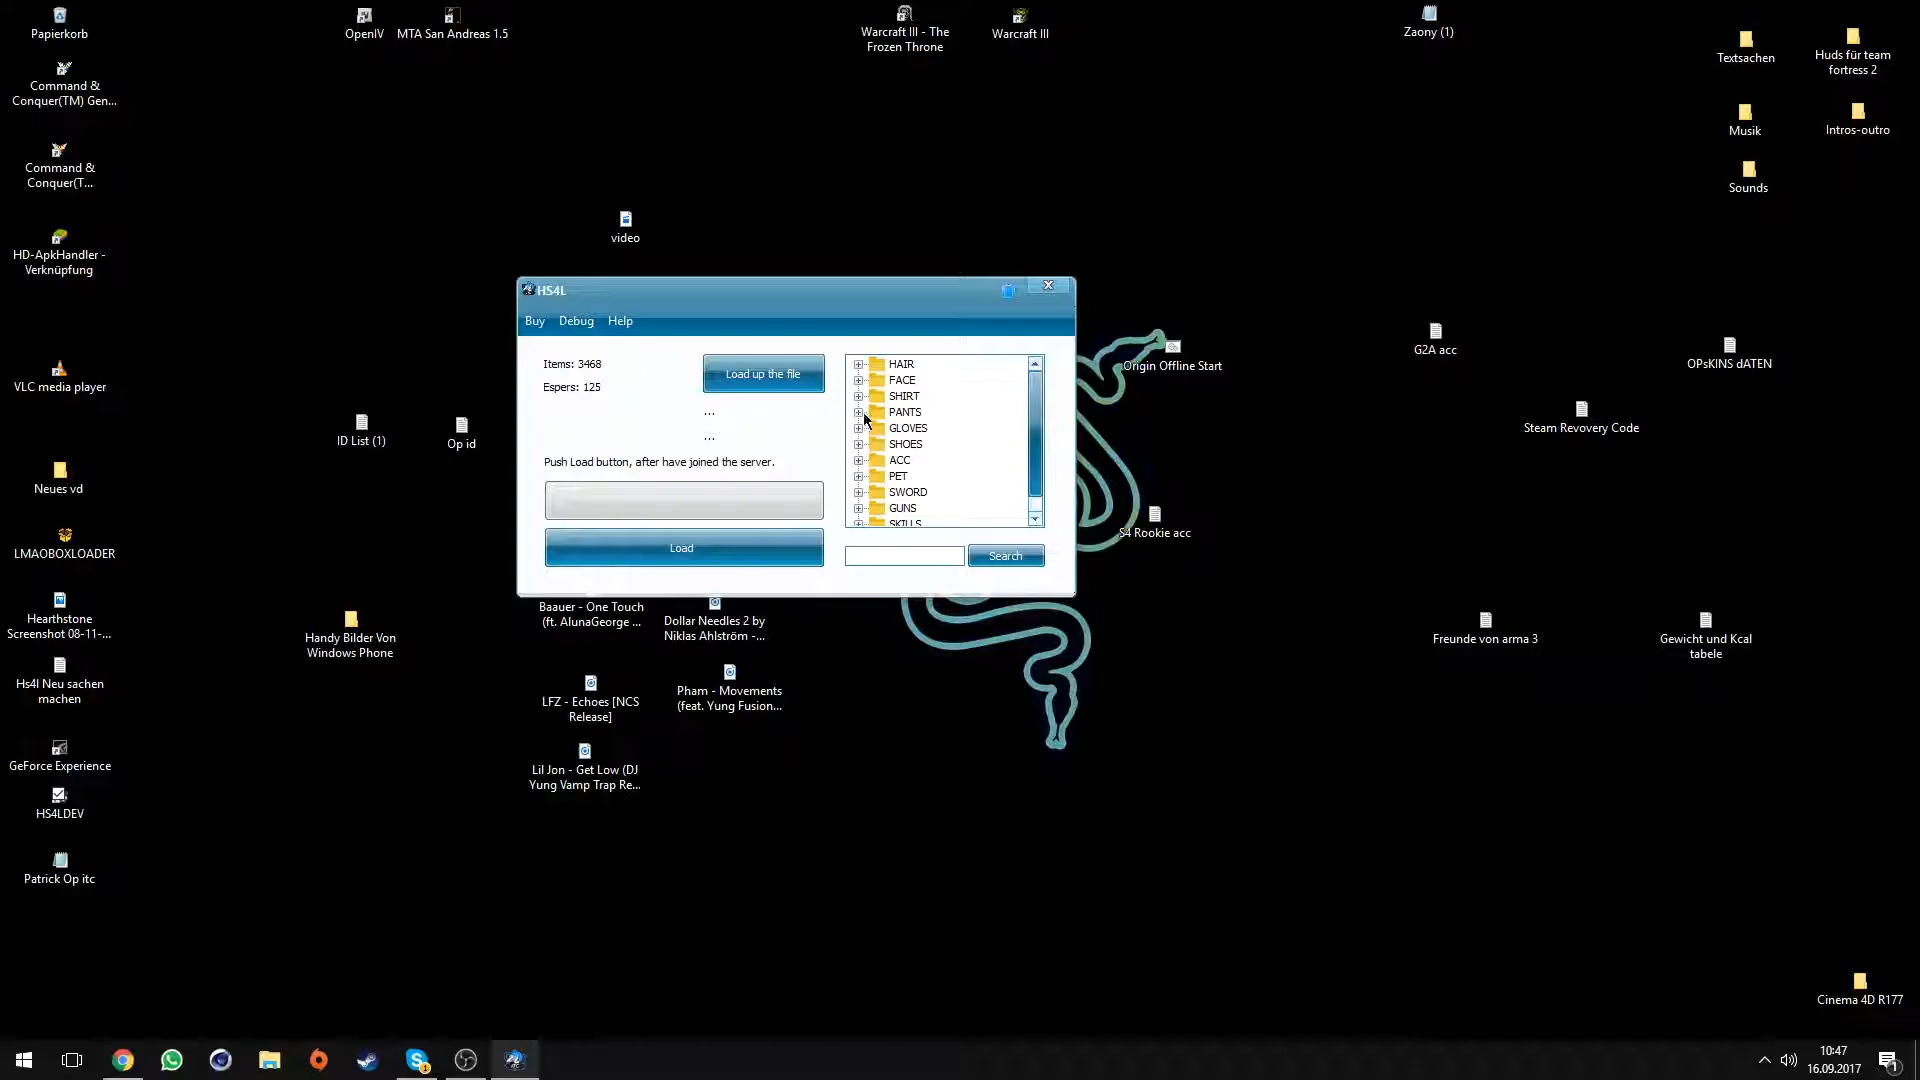 Papierkorb
OpenIV
MTA San Andreas 1.5
Warcraft III - The
Frozen Throne
Warcraft III
Zaony (1)
Textsachen
Huds für team
fortress 2
Command &
Conquer(TM) Gen...
Musik
Intros-outro
Command &
Conquer(T...
Sounds
video
HD-ApkHandler -
Verknüpfung
HS4L
Buy
Debug
Help
Items: 3468
Load up the file
Espers: 125
...
...
Push Load button, after have joined the server.
Load
HAIR
FACE
SHIRT
PANTS
GLOVES
SHOES
ACC
PET
SWORD
GUNS
SKILLS
Search
Origin Offline Start
G2A acc
OPsKINS dATEN
VLC media player
ID List (1)
Op id
Steam Revovery Code
Neues vd
S4 Rookie acc
LMAOBOXLOADER
Hearthstone
Screenshot 08-11-...
Handy Bilder Von
Windows Phone
Baauer - One Touch
(ft. AlunaGeorge ...
Dollar Needles 2 by
Niklas Ahlström -...
Freunde von arma 3
Gewicht und Kcal
tabele
Hs4l Neu sachen
machen
LFZ - Echoes [NCS
Release]
Pham - Movements
(feat. Yung Fusion...
GeForce Experience
Lil Jon - Get Low (DJ
Yung Vamp Trap Re...
HS4LDEV
Patrick Op itc
Cinema 4D R177
1
10:47
16.09.2017
1